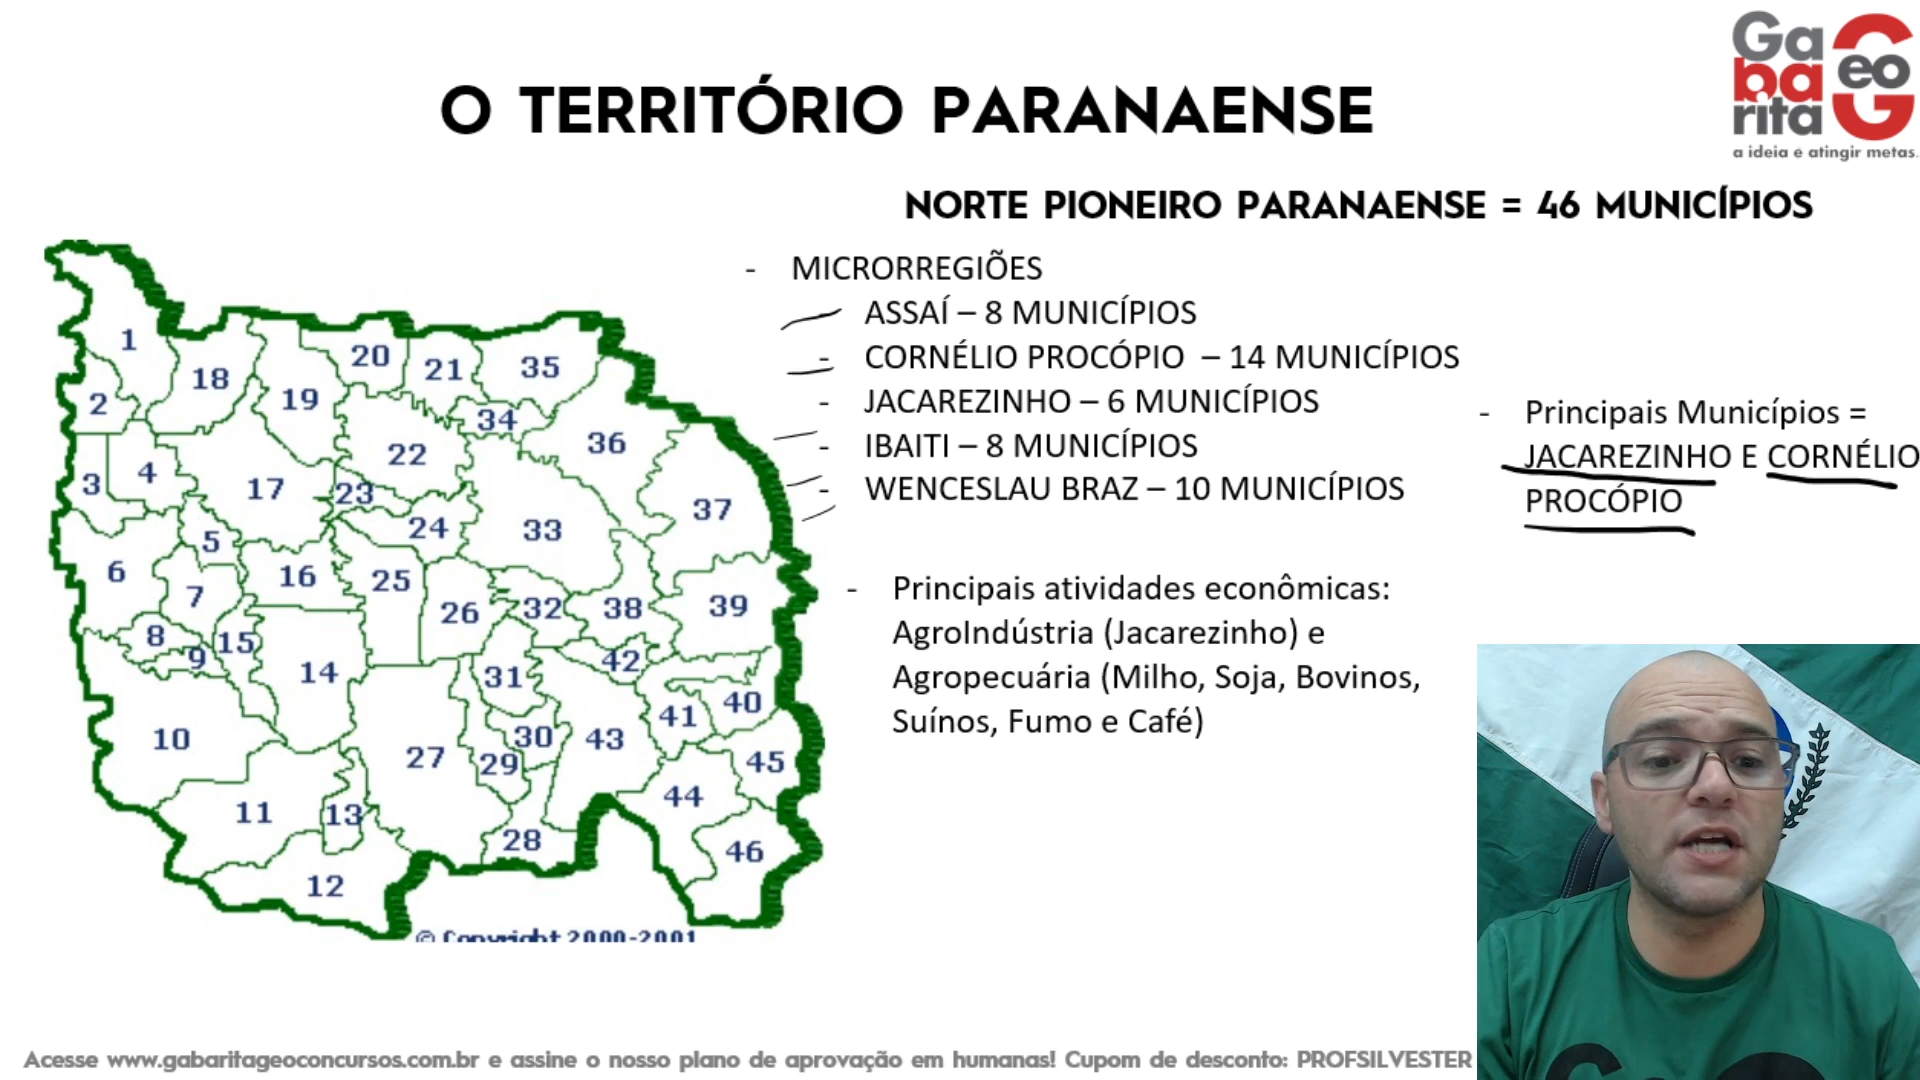 Ga
ba
rita
eo
G
a ideia e atingir metas.
O TERRITÓRIO PARANAENSE
NORTE PIONEIRO PARANAENSE = 46 MUNICÍPIOS
- MICRORREGIÕES
ASSAÍ – 8 MUNICÍPIOS
- CORNÉLIO PROCÓPIO – 14 MUNICÍPIOS
- JACAREZINHO – 6 MUNICÍPIOS
- IBAITI – 8 MUNICÍPIOS
- WENCESLAU BRAZ – 10 MUNICÍPIOS
- Principais Municípios =
JACAREZINHO E CORNÉLIO
PROCÓPIO
- Principais atividades econômicas:
AgroIndústria (Jacarezinho) e
Agropecuária (Milho, Soja, Bovinos,
Suínos, Fumo e Café)
1
20
21
35
18
2
19
34
36
22
4
3
17
23
37
24
33
5
6
16
25
7
26
32
38
39
8
15
9
14
31
42
40
41
10
30
43
27
29
45
44
11
13
28
46
12
© Copyright 2000-2001
Acesse www.gabaritageoconcursos.com.br e assine o nosso plano de aprovação em humanas! Cupom de desconto: PROFSILVESTER